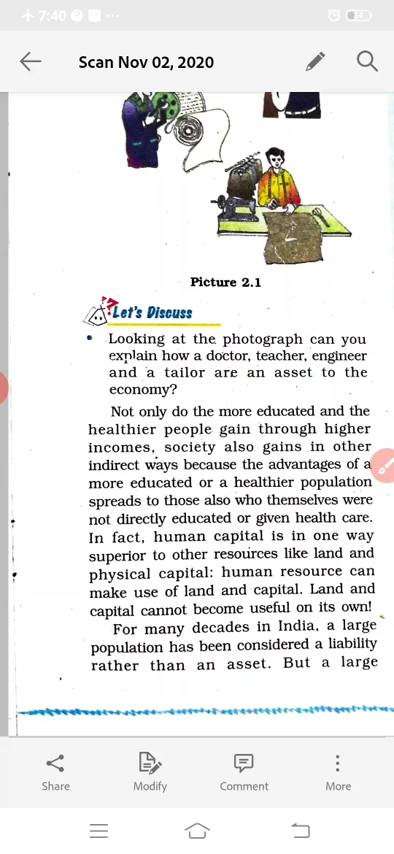 7:40
54
Scan Nov 02, 2020
Picture 2.1
Let's Discuss
• Looking at the photograph can you
explain how a doctor, teacher, engineer
and a tailor are an asset to the
economy?
Not only do the more educated and the
healthier people gain through higher
incomes, society also gains in other
indirect ways because the advantages of a
more educated or a healthier population
spreads to those also who themselves were
not directly educated or given health care.
In fact, human capital is in one way
superior to other resources like land and
physical capital: human resource can
make use of land and capital. Land and
capital cannot become useful on its own!
For many decades in India, a large
population has been considered a liability
rather than an asset. But a large
Share
Modify
Comment
More